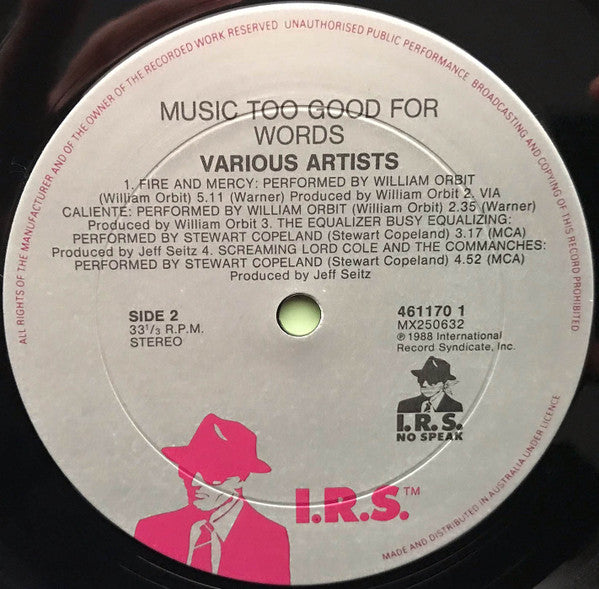 ALL RIGHTS OF THE MANUFACTURER AND OF THE OWNER OF THE RECORDED WORK RESERVED UNAUTHORISED PUBLIC PERFORMANCE BROADCASTING AND COPYING OF THIS RECORD PROHIBITED
MUSIC TOO GOOD FOR
WORDS
VARIOUS ARTISTS
1. FIRE AND MERCY: PERFORMED BY WILLIAM ORBIT
(William Orbit) 5.11 (Warner) Produced by William Orbit 2. VIA
CALIENTE: PERFORMED BY WILLIAM ORBIT (William Orbit) 2.35 (Warner)
Produced by William Orbit 3. THE EQUALIZER BUSY EQUALIZING:
PERFORMED BY STEWART COPELAND (Stewart Copeland) 3.17 (MCA)
Produced by Jeff Seitz 4. SCREAMING LORD COLE AND THE COMMANCHES:
PERFORMED BY STEWART COPELAND (Stewart Copeland) 4.52 (MCA)
Produced by Jeff Seitz
SIDE 2
33 1/3 R.P.M.
STEREO
461170 1
MX250632
℗ 1988 International
Record Syndicate, Inc.
I.R.S.
NO SPEAK
I.R.S.™
MADE AND DISTRIBUTED IN AUSTRALIA UNDER LICENCE